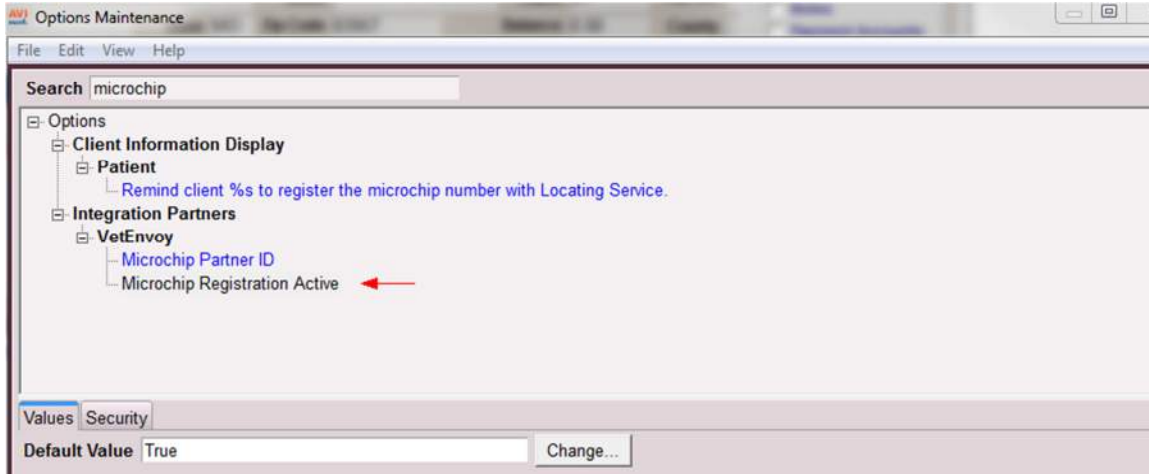 AVI Options Maintenance
File Edit View Help
Search microchip
Options
Client Information Display
Patient
Remind client %s to register the microchip number with Locating Service.
Integration Partners
VetEnvoy
Microchip Partner ID
Microchip Registration Active
Values Security
Default Value True Change...